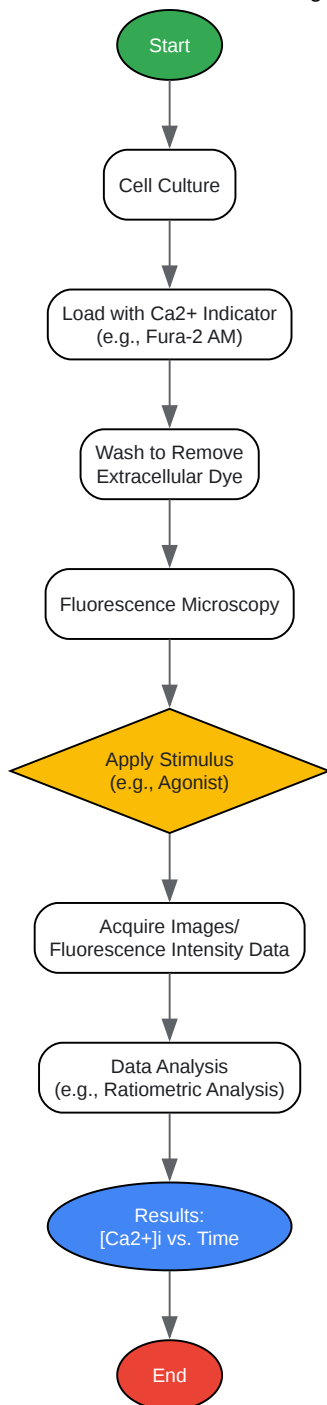 Start
Cell Culture
Load with Ca2+ Indicator
(e.g., Fura-2 AM)
Wash to Remove
Extracellular Dye
Fluorescence Microscopy
Apply Stimulus
(e.g., Agonist)
Acquire Images/
Fluorescence Intensity Data
Data Analysis
(e.g., Ratiometric Analysis)
Results:
[Ca2+]i vs. Time
End